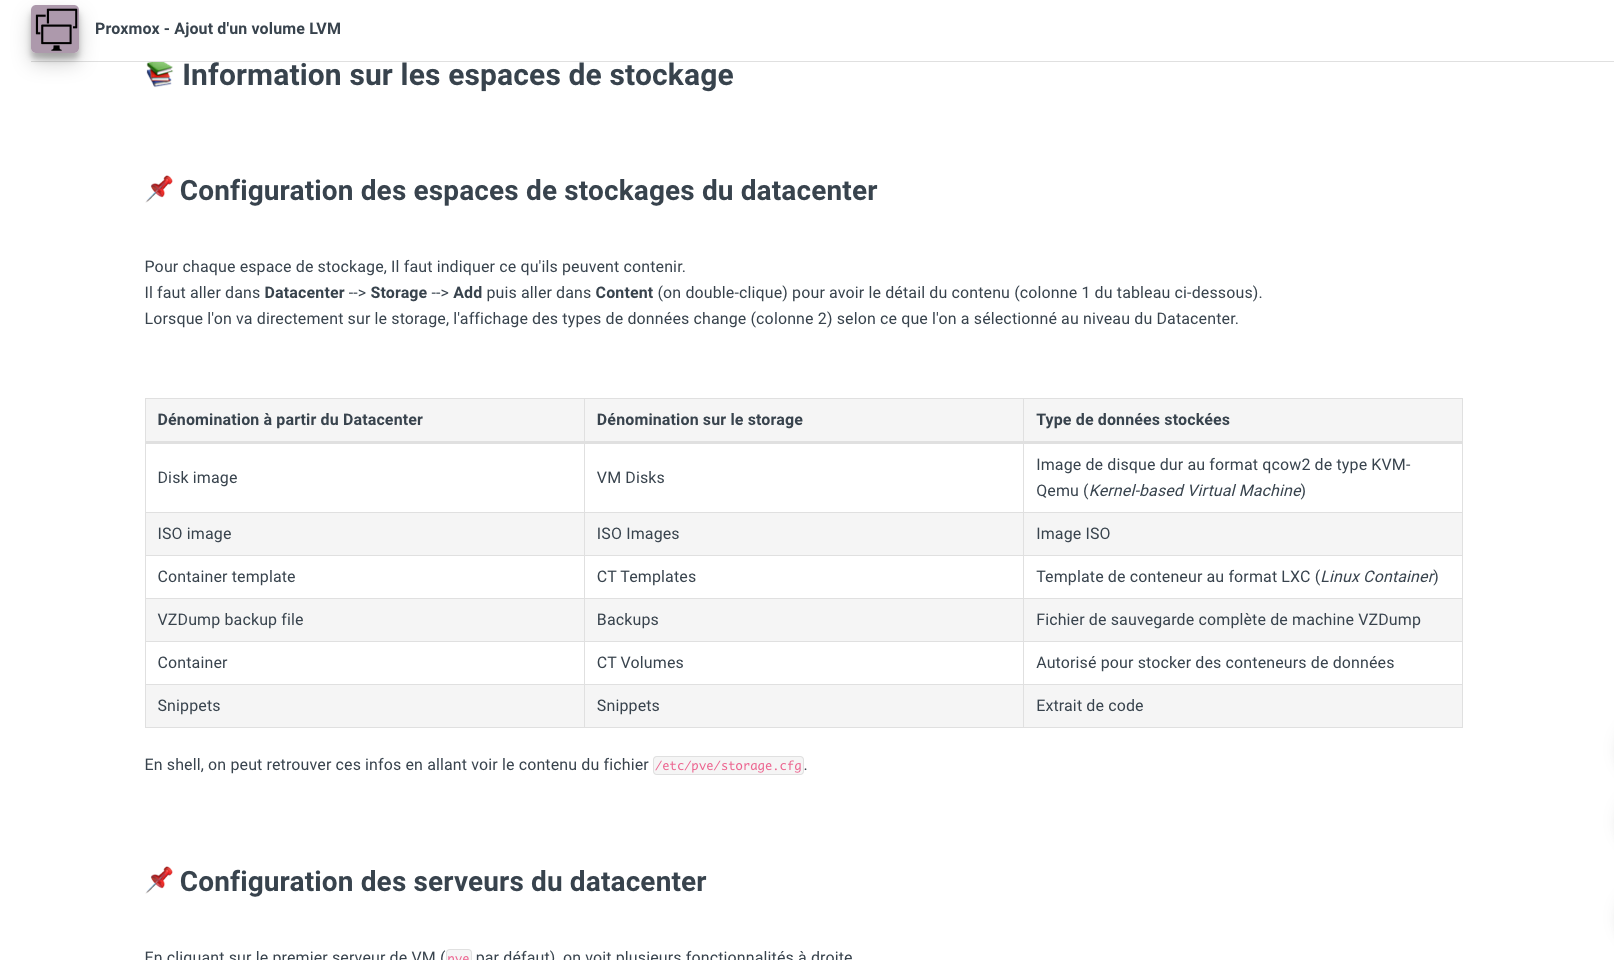 Proxmox - Ajout d'un volume LVM
Information sur les espaces de stockage
Configuration des espaces de stockages du datacenter
Pour chaque espace de stockage, Il faut indiquer ce qu'ils peuvent contenir.
Il faut aller dans Datacenter --> Storage --> Add puis aller dans Content (on double-clique) pour avoir le détail du contenu (colonne 1 du tableau ci-dessous).
Lorsque l'on va directement sur le storage, l'affichage des types de données change (colonne 2) selon ce que l'on a sélectionné au niveau du Datacenter.
Dénomination à partir du Datacenter Dénomination sur le storage Type de données stockées
Disk image VM Disks Image de disque dur au format qcow2 de type KVM-
Qemu (Kernel-based Virtual Machine)
ISO image ISO Images Image ISO
Container template CT Templates Template de conteneur au format LXC (Linux Container)
VZDump backup file Backups Fichier de sauvegarde complète de machine VZDump
Container CT Volumes Autorisé pour stocker des conteneurs de données
Snippets Snippets Extrait de code
En shell, on peut retrouver ces infos en allant voir le contenu du fichier /etc/pve/storage.cfg.
Configuration des serveurs du datacenter
En cliquant sur le premier serveur de VM (pve par défaut), on voit plusieurs fonctionnalités à droite